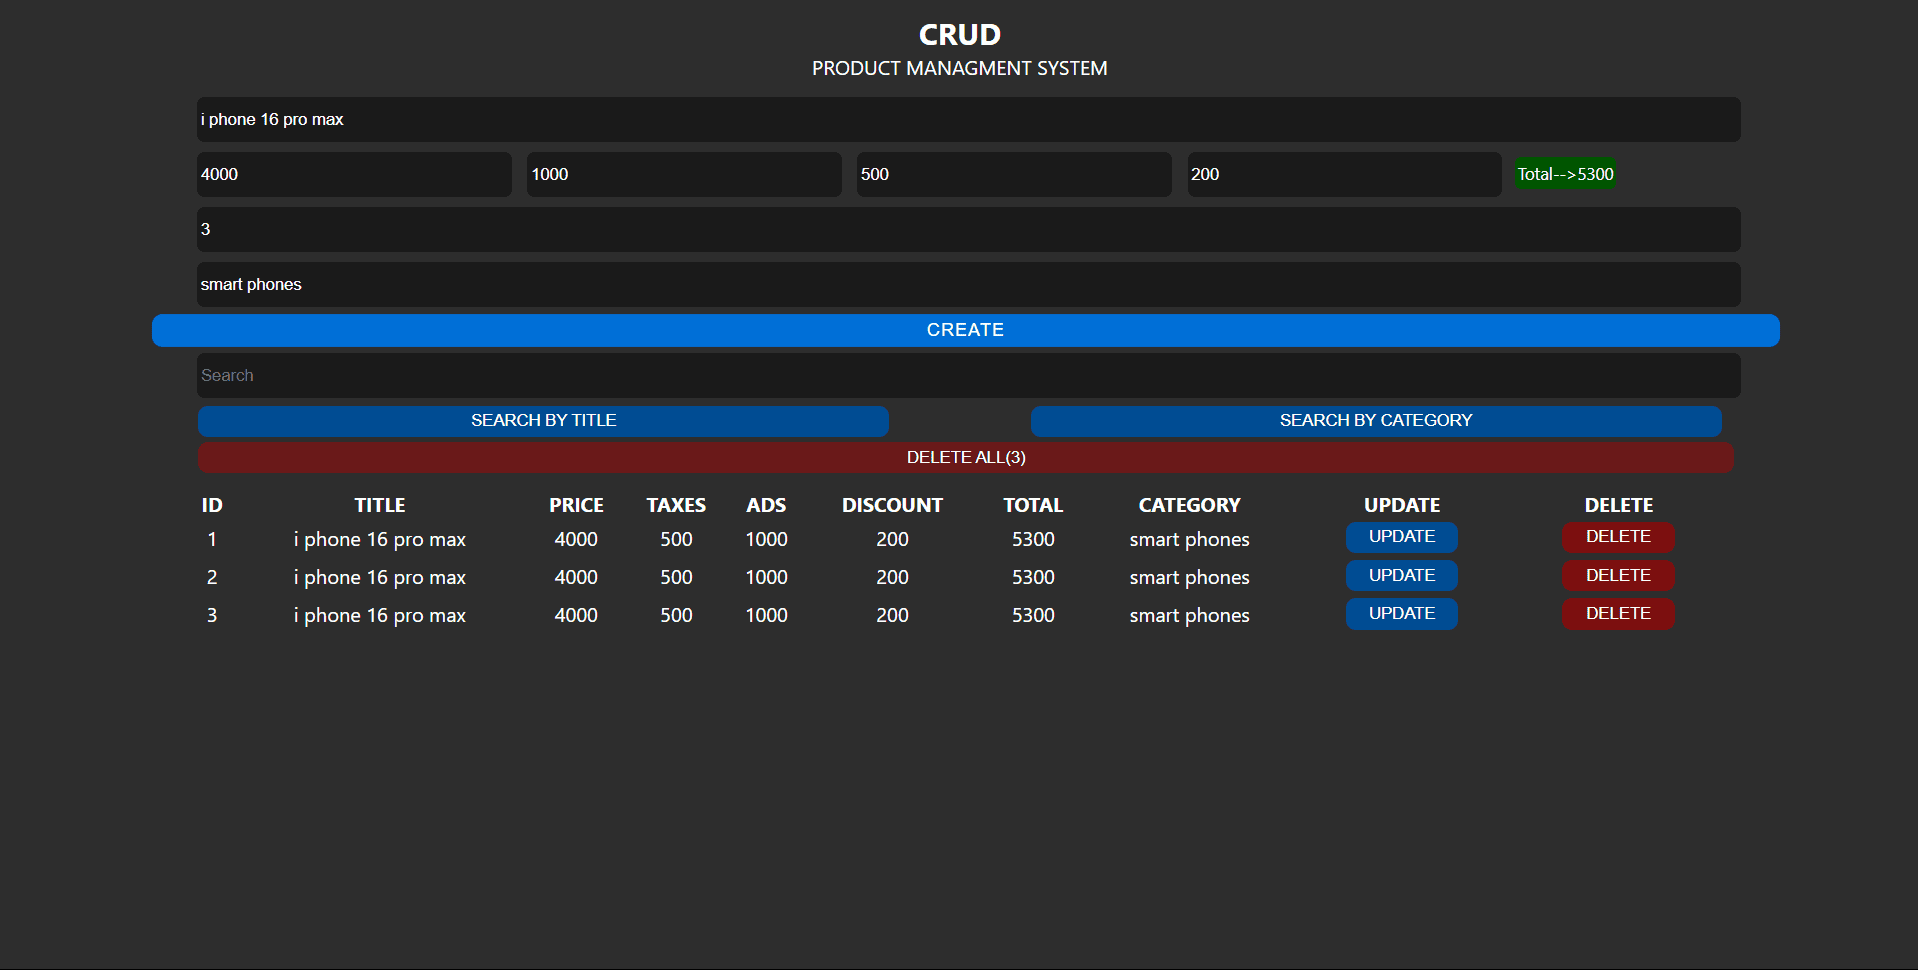 CRUD
PRODUCT MANAGMENT SYSTEM
i phone 16 pro max
4000 1000 500 200 Total-->5300
3
smart phones
CREATE
Search
SEARCH BY TITLE SEARCH BY CATEGORY
DELETE ALL(3)
ID TITLE PRICE TAXES ADS DISCOUNT TOTAL CATEGORY UPDATE DELETE
1 i phone 16 pro max 4000 500 1000 200 5300 smart phones UPDATE DELETE
2 i phone 16 pro max 4000 500 1000 200 5300 smart phones UPDATE DELETE
3 i phone 16 pro max 4000 500 1000 200 5300 smart phones UPDATE DELETE